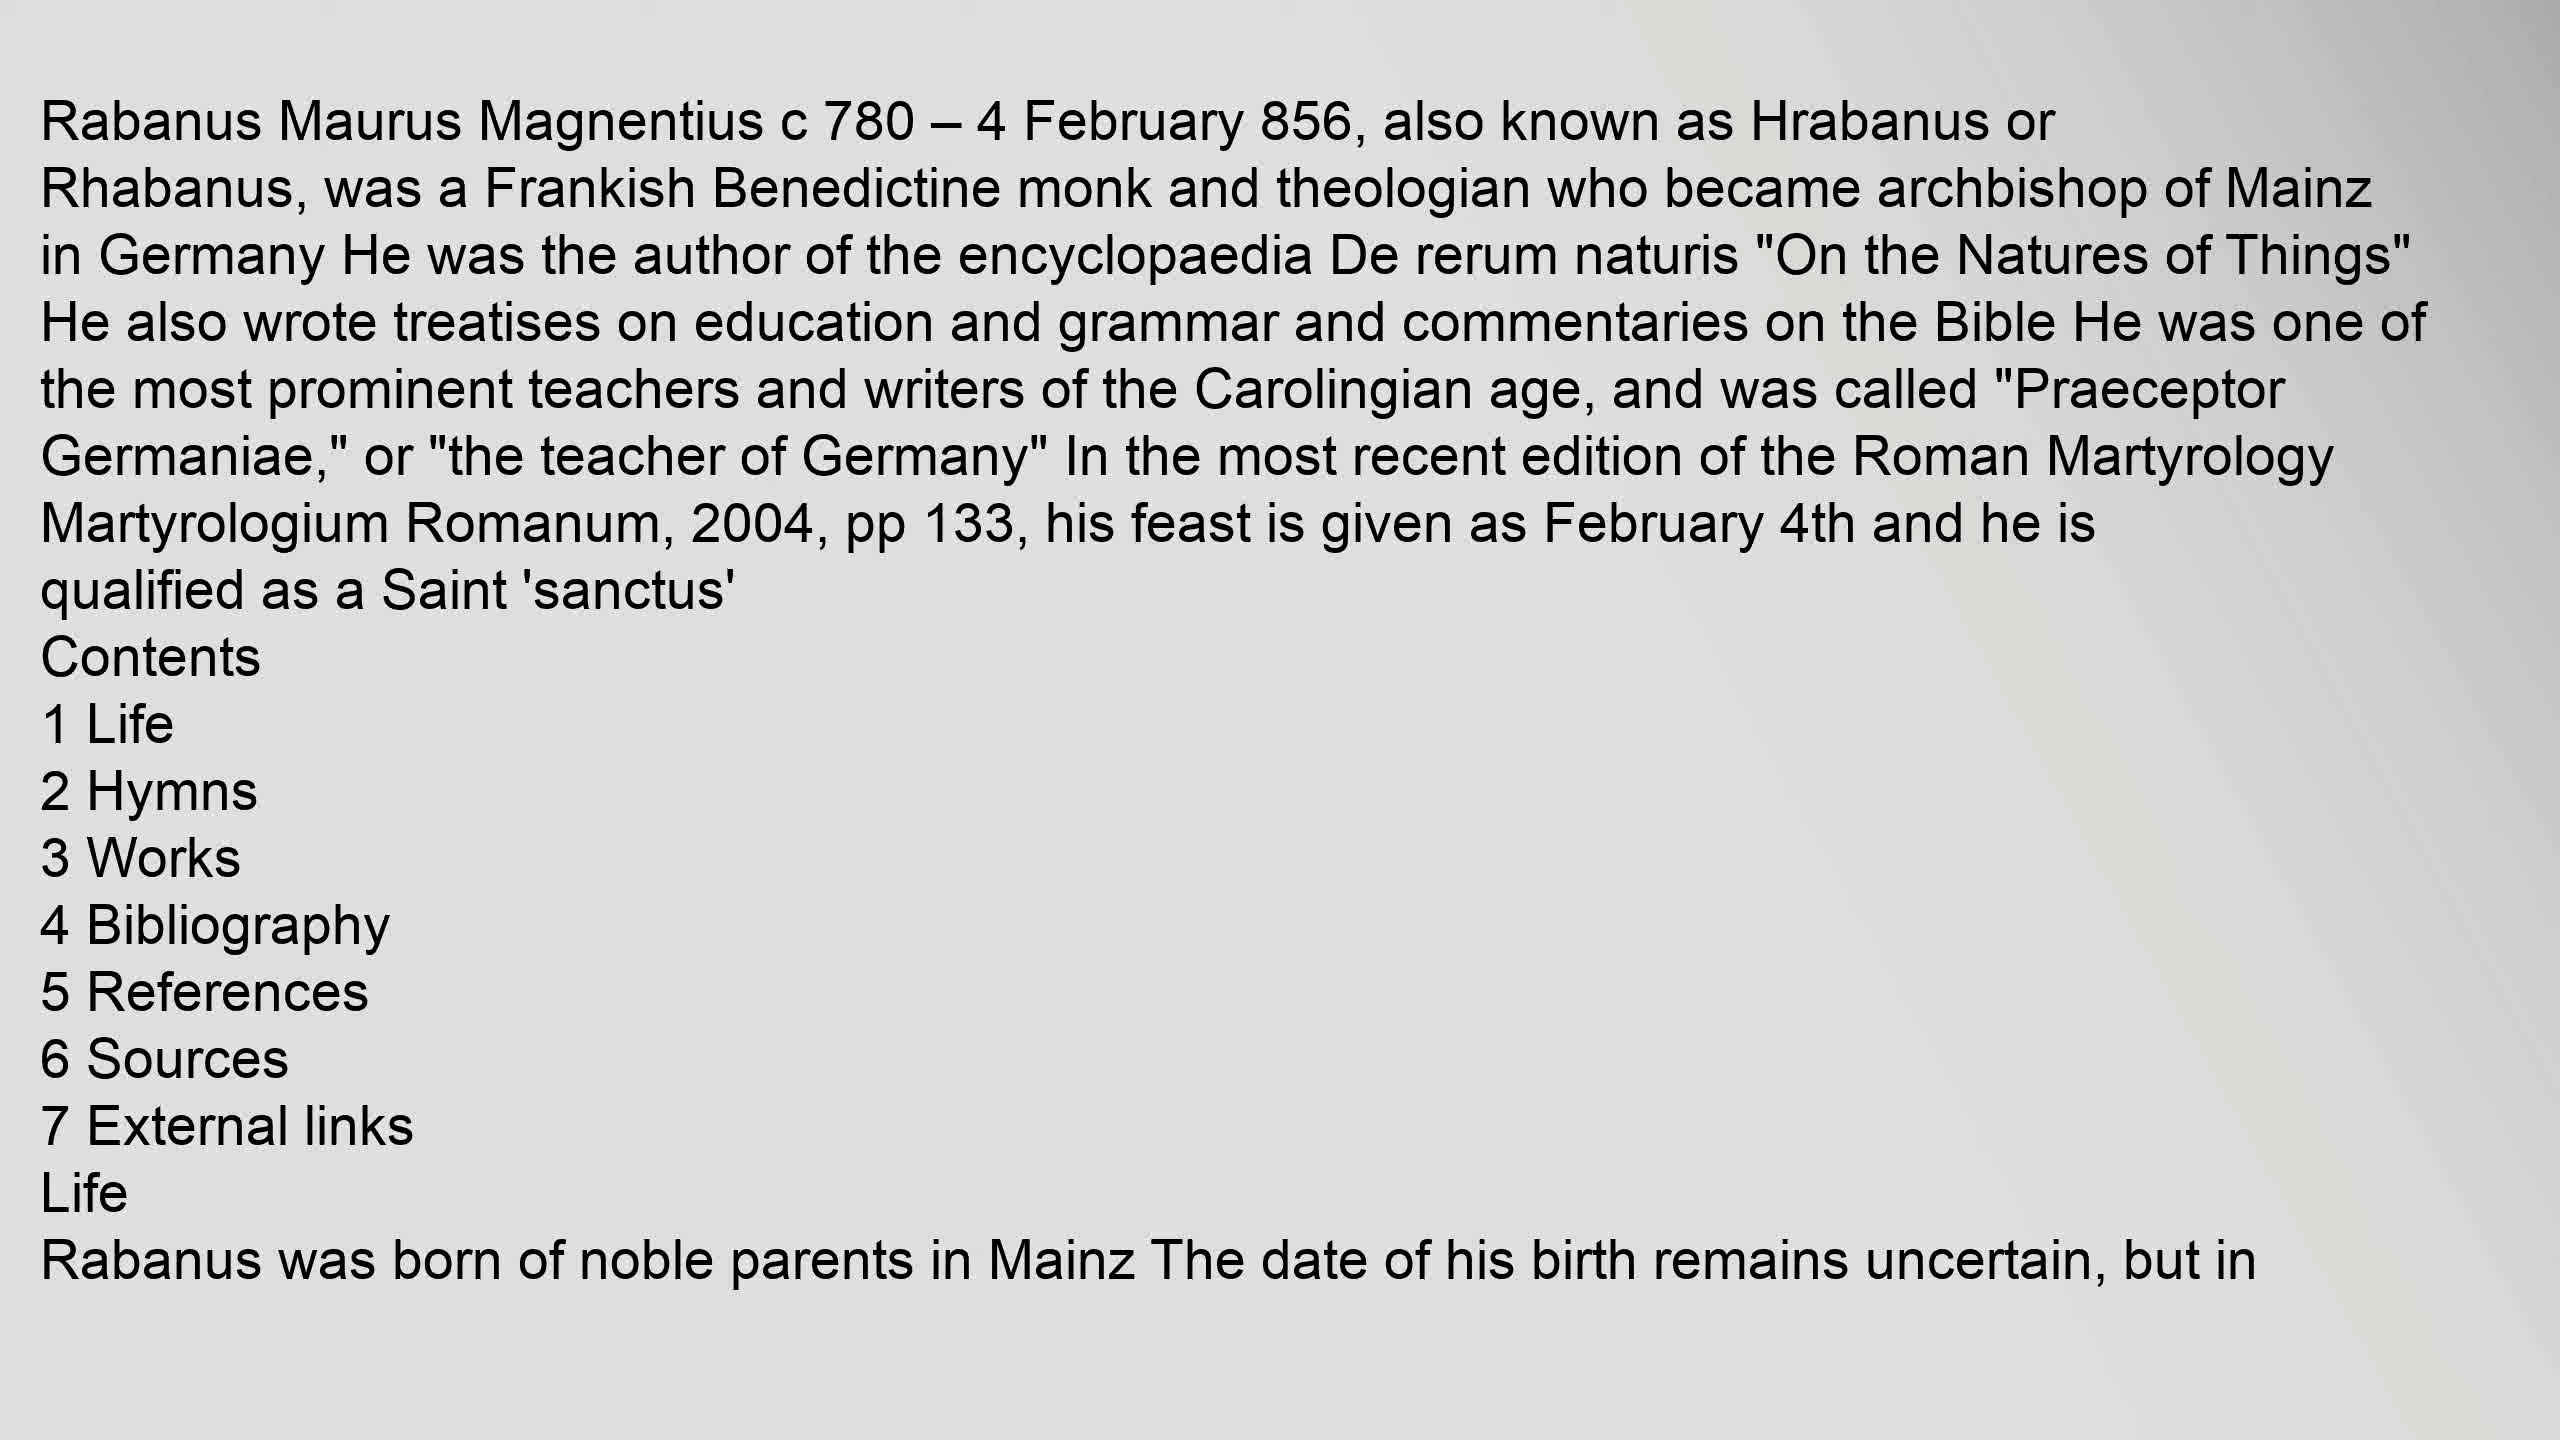 Rabanus Maurus Magnentius c 780 – 4 February 856, also known as Hrabanus or
Rhabanus, was a Frankish Benedictine monk and theologian who became archbishop of Mainz
in Germany He was the author of the encyclopaedia De rerum naturis "On the Natures of Things"
He also wrote treatises on education and grammar and commentaries on the Bible He was one of
the most prominent teachers and writers of the Carolingian age, and was called "Praeceptor
Germaniae," or "the teacher of Germany" In the most recent edition of the Roman Martyrology
Martyrologium Romanum, 2004, pp 133, his feast is given as February 4th and he is
qualified as a Saint 'sanctus'
Contents
1 Life
2 Hymns
3 Works
4 Bibliography
5 References
6 Sources
7 External links
Life
Rabanus was born of noble parents in Mainz The date of his birth remains uncertain, but in